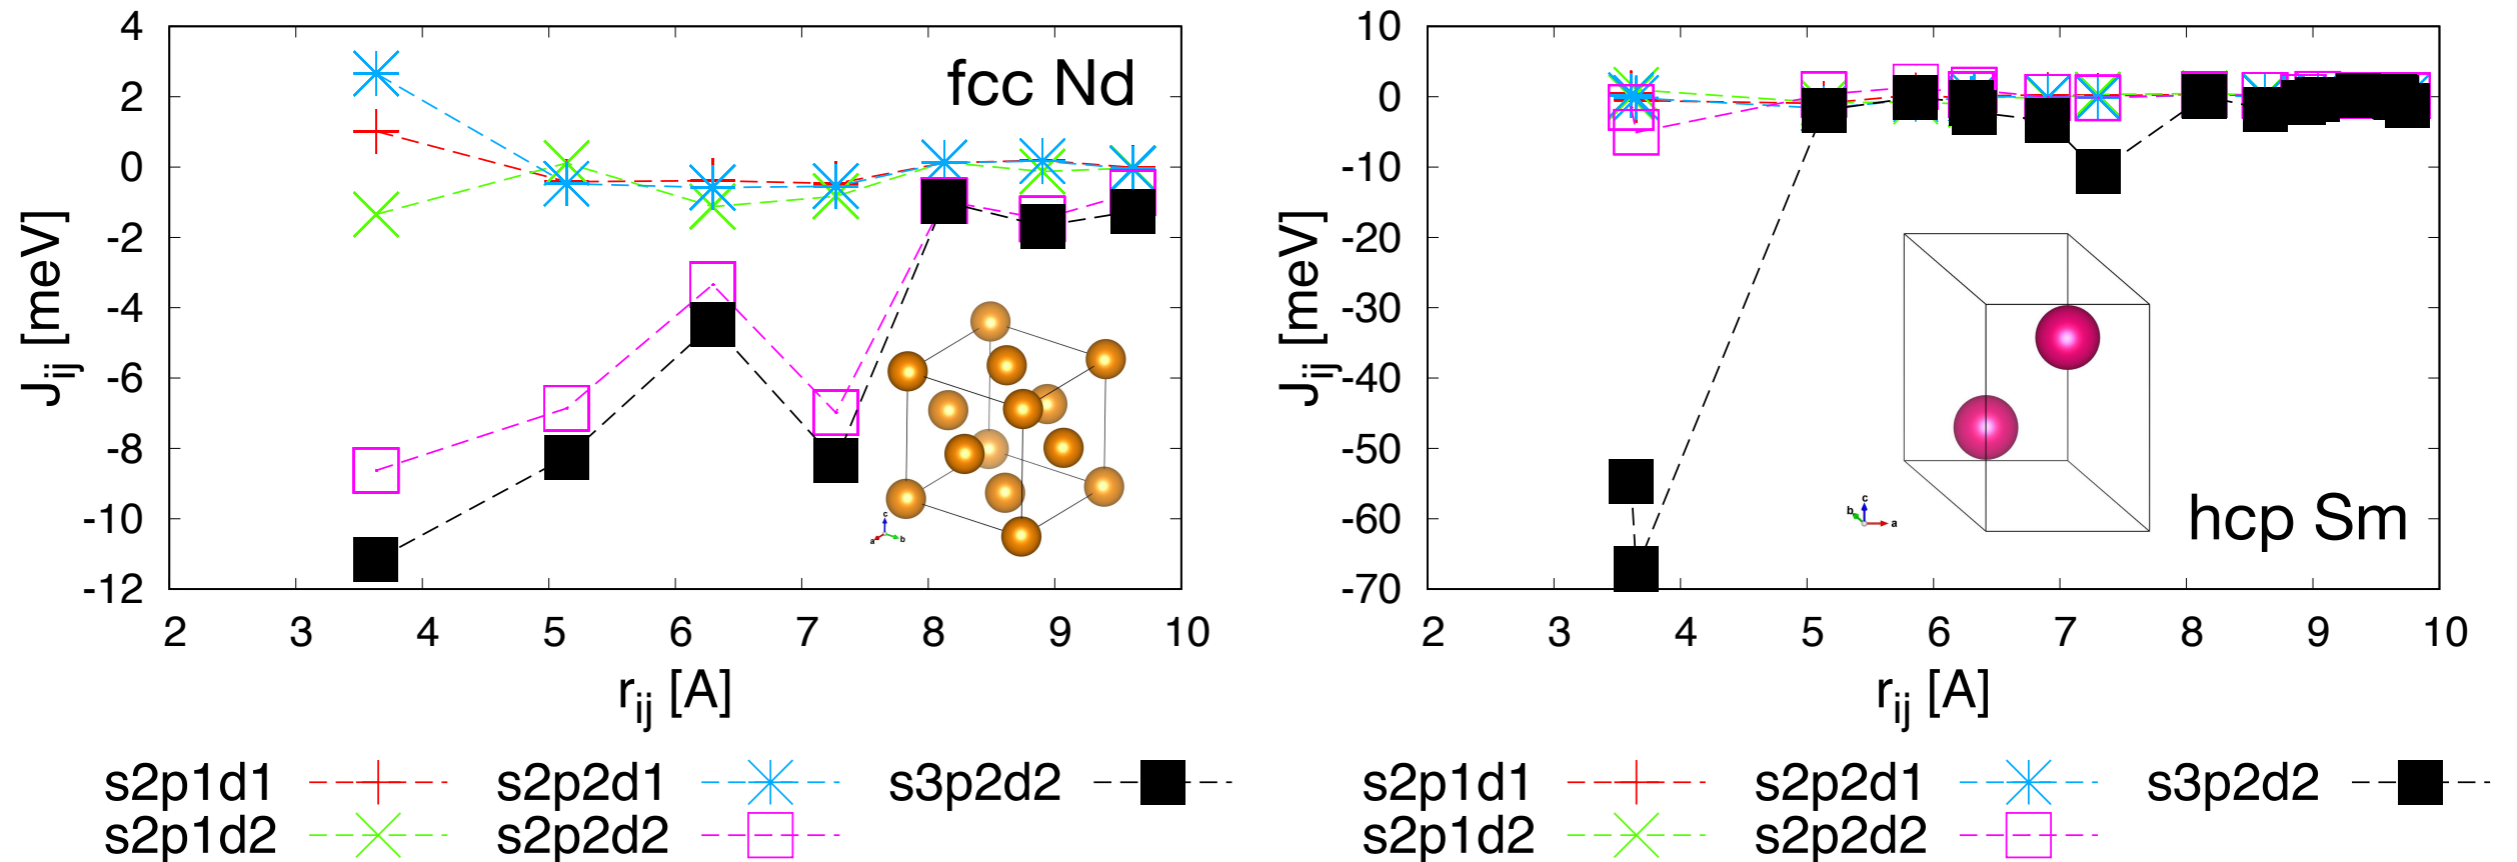 fcc Nd
J_ij [meV]
4
2
0
-2
-4
-6
-8
-10
-12
2 3 4 5 6 7 8 9 10
r_ij [A]
c
a b
s2p1d1 s2p2d1 s3p2d2
s2p1d2 s2p2d2
hcp Sm
J_ij [meV]
10
0
-10
-20
-30
-40
-50
-60
-70
2 3 4 5 6 7 8 9 10
r_ij [A]
c
b a
s2p1d1 s2p2d1 s3p2d2
s2p1d2 s2p2d2